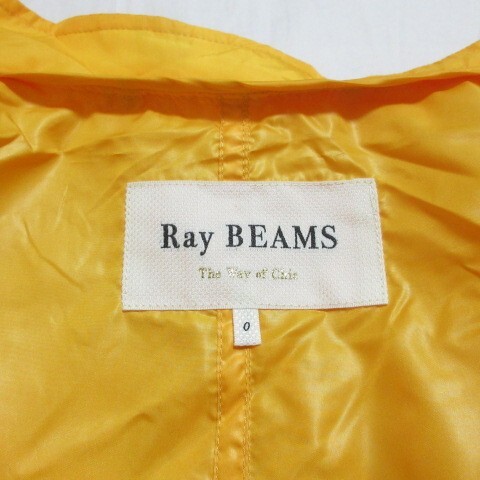 Ray BEAMS
The Way of Chic
0